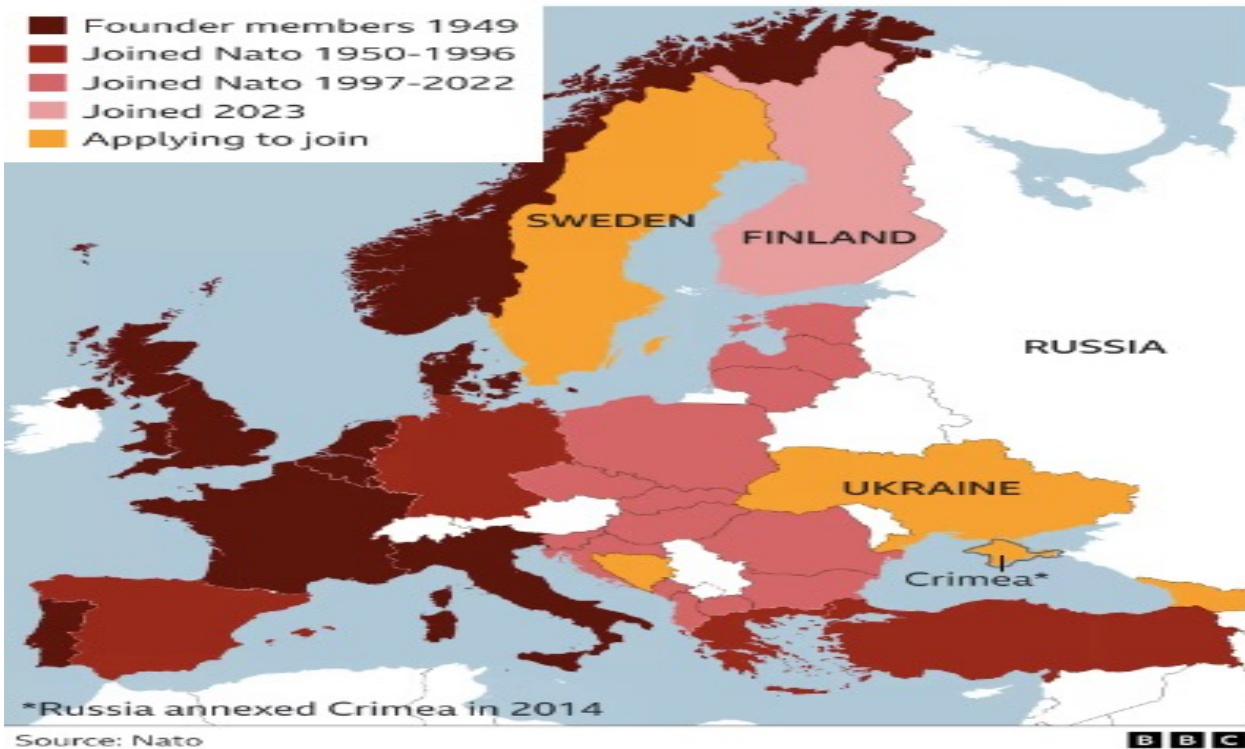 Founder members 1949
Joined Nato 1950-1996
Joined Nato 1997-2022
Joined 2023
Applying to join
SWEDEN
FINLAND
RUSSIA
UKRAINE
Crimea*
*Russia annexed Crimea in 2014
Source: Nato
BBC